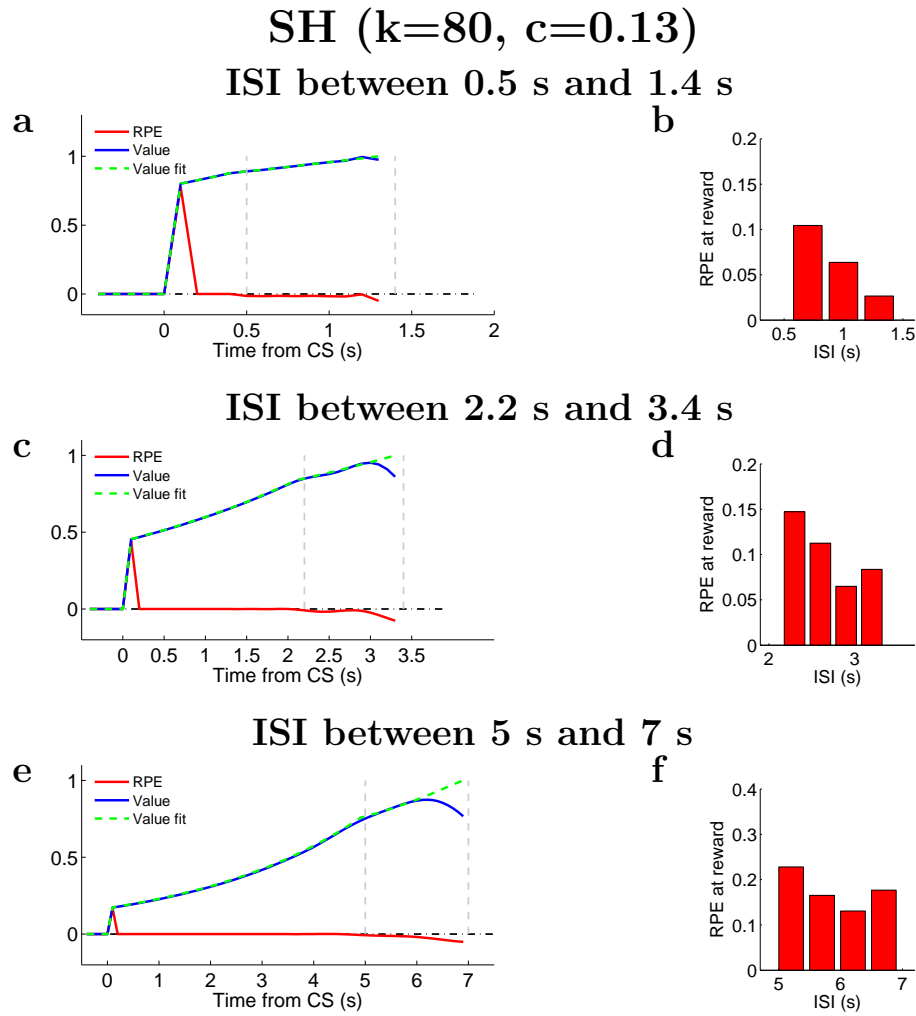 SH (k=80, c=0.13)
ISI between 0.5 s and 1.4 s
a
RPE
Value
Value fit
1
0.5
0
0 0.5 1 1.5 2
Time from CS (s)
b
0.2
0.15
0.1
0.05
0
RPE at reward
0.5 1 1.5
ISI (s)
ISI between 2.2 s and 3.4 s
c
RPE
Value
Value fit
1
0.5
0
0 0.5 1 1.5 2 2.5 3 3.5
Time from CS (s)
d
0.2
0.15
0.1
0.05
0
RPE at reward
2 3
ISI (s)
ISI between 5 s and 7 s
e
RPE
Value
Value fit
1
0.5
0
0 1 2 3 4 5 6 7
Time from CS (s)
f
0.4
0.3
0.2
0.1
0
RPE at reward
5 6 7
ISI (s)